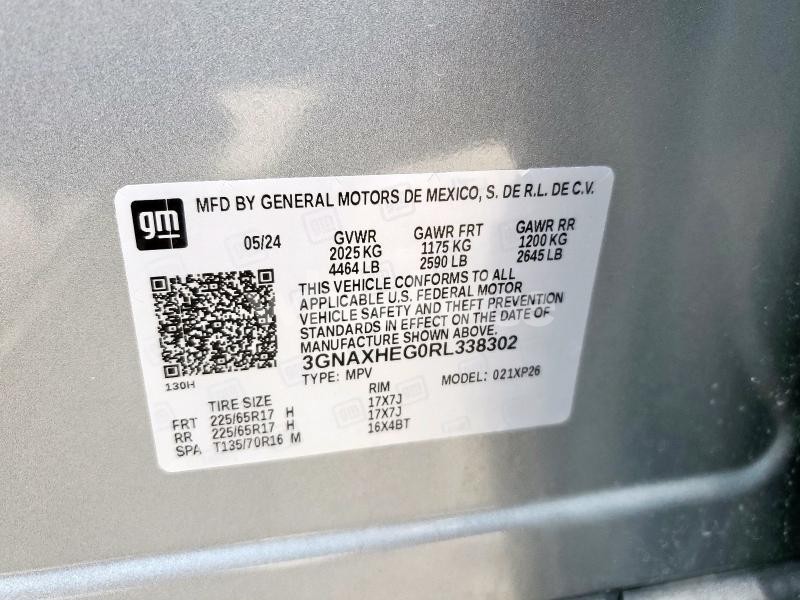 gm
MFD BY GENERAL MOTORS DE MEXICO, S. DE R.L. DE C.V.
05/24 GVWR GAWR FRT GAWR RR
2025 KG 1175 KG 1200 KG
4464 LB 2590 LB 2645 LB
THIS VEHICLE CONFORMS TO ALL
APPLICABLE U.S. FEDERAL MOTOR
VEHICLE SAFETY AND THEFT PREVENTION
STANDARDS IN EFFECT ON THE DATE OF
MANUFACTURE SHOWN ABOVE.
3GNAXHEG0RL338302
TYPE: MPV MODEL: 021XP26
130H
TIRE SIZE RIM
FRT 225/65R17 H 17X7J
RR 225/65R17 H 17X7J
SPA T135/70R16 M 16X4BT